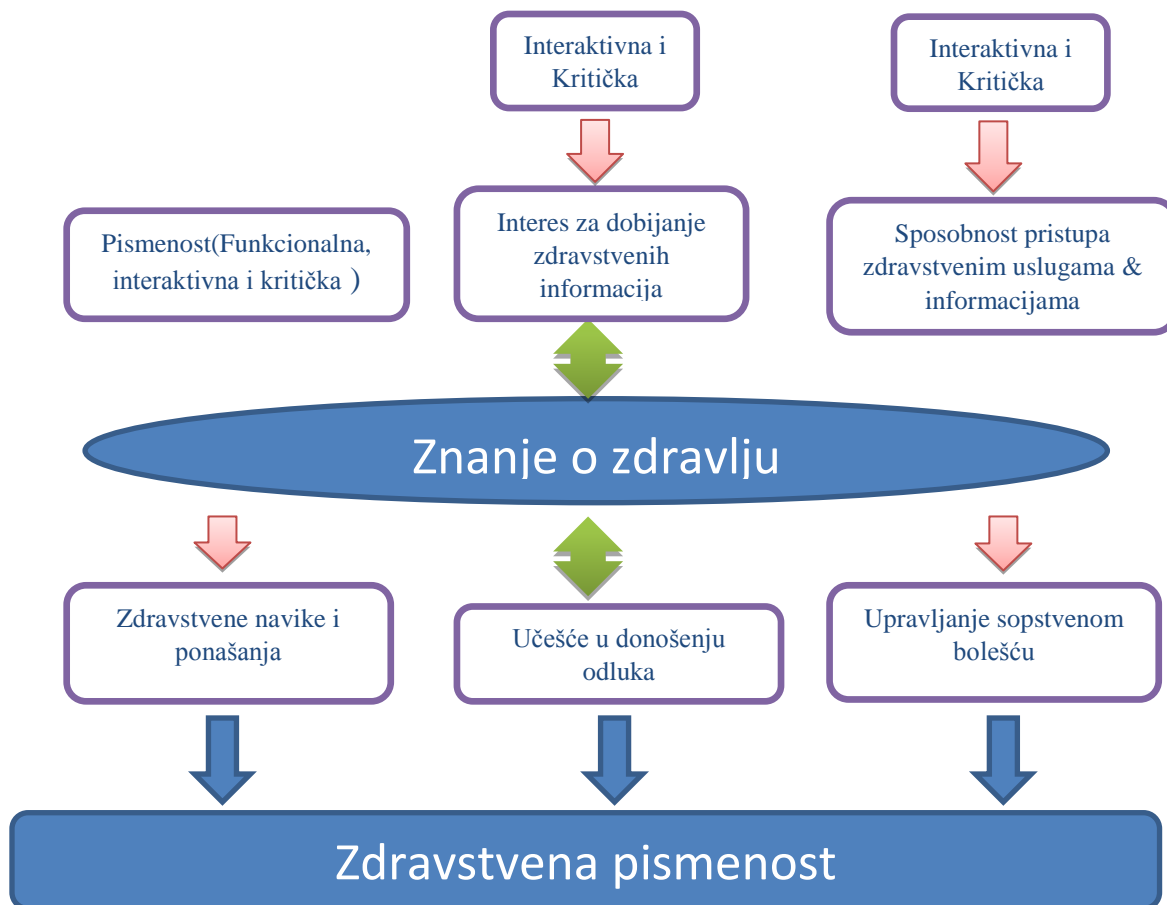 Interaktivna i
Kritička
Interaktivna i
Kritička
Pismenost(Funkcionalna,
interaktivna i kritička )
Interes za dobijanje
zdravstvenih
informacija
Sposobnost pristupa
zdravstvenim uslugama &
informacijama
Znanje o zdravlju
Zdravstvene navike i
ponašanja
Učešće u donošenju
odluka
Upravljanje sopstvenom
bolešću
Zdravstvena pismenost